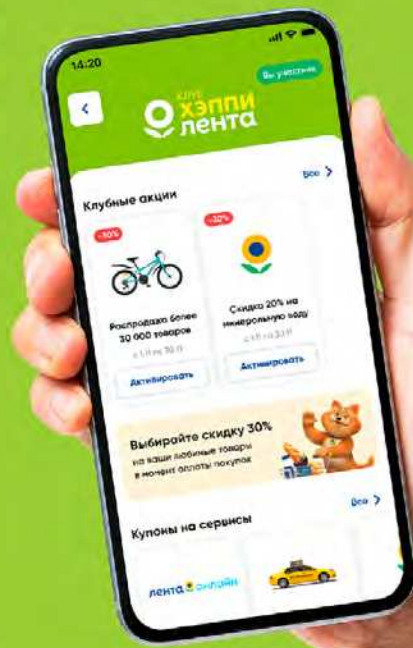 14:20
КЛУБ
ХЭППИ
лента
Вы участник
Клубные акции
Все
Распродажа более
30 000 товаров
Активировать
Скидка 20% на
минеральную воду
Активировать
Выбирайте скидку 30%
на ваши любимые товары
в момент оплаты покупок
Купоны на сервисы
Все
лента онлайн